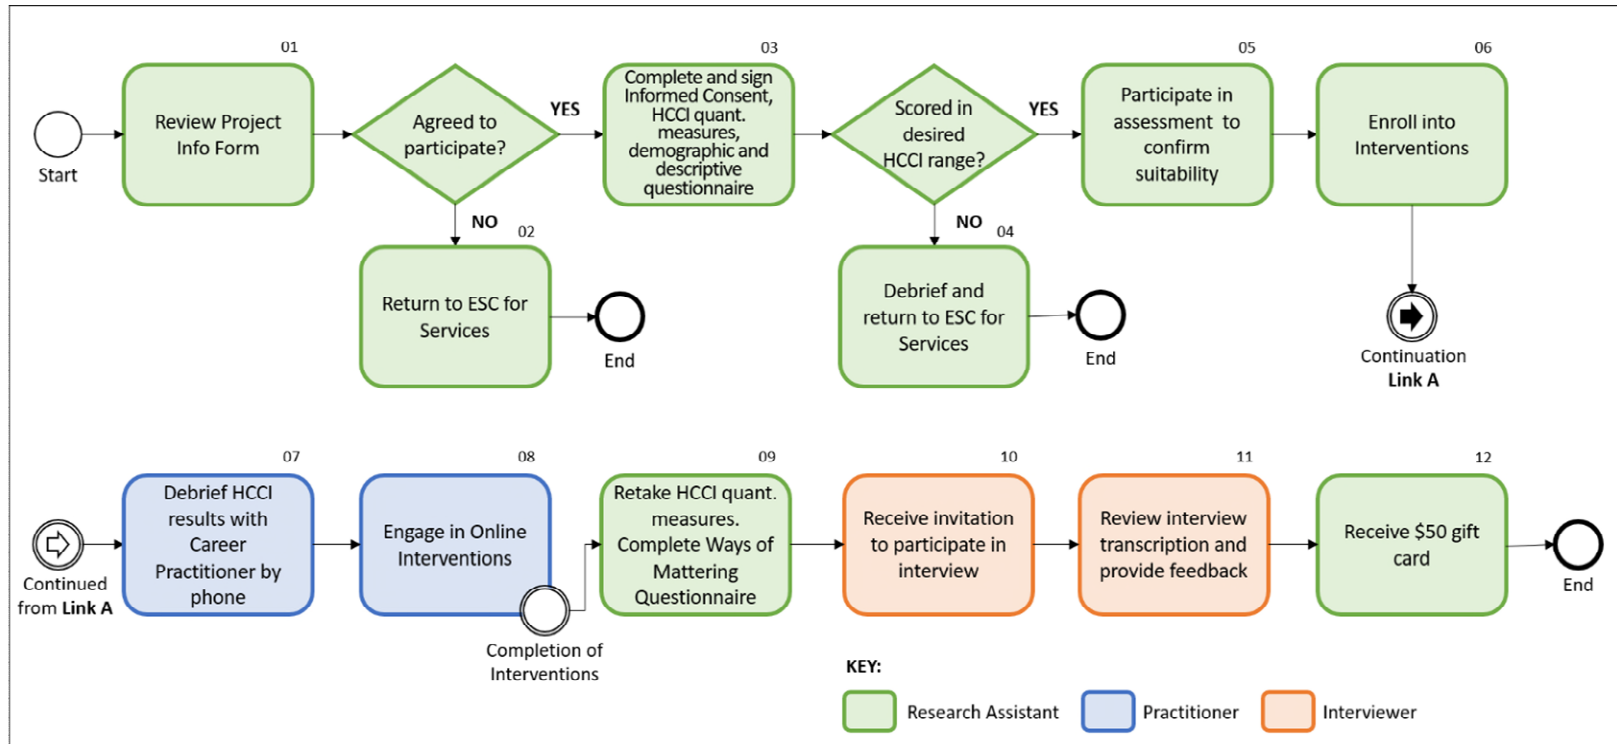 01
Review Project
Info Form
Start
Agreed to
participate?
YES
NO
02
Return to ESC for
Services
End
03
Complete and sign
Informed Consent,
HCCI quant.
measures,
demographic and
descriptive
questionnaire
Scored in
desired
HCCI range?
YES
NO
04
Debrief and
return to ESC for
Services
End
05
Participate in
assessment to
confirm
suitability
06
Enroll into
Interventions
Continuation
Link A
Continued
from Link A
07
Debrief HCCI
results with
Career
Practitioner by
phone
08
Engage in Online
Interventions
Completion of
Interventions
09
Retake HCCI quant.
measures.
Complete Ways of
Mattering
Questionnaire
10
Receive invitation
to participate in
interview
11
Review interview
transcription and
provide feedback
12
Receive $50 gift
card
End
KEY:
Research Assistant
Practitioner
Interviewer